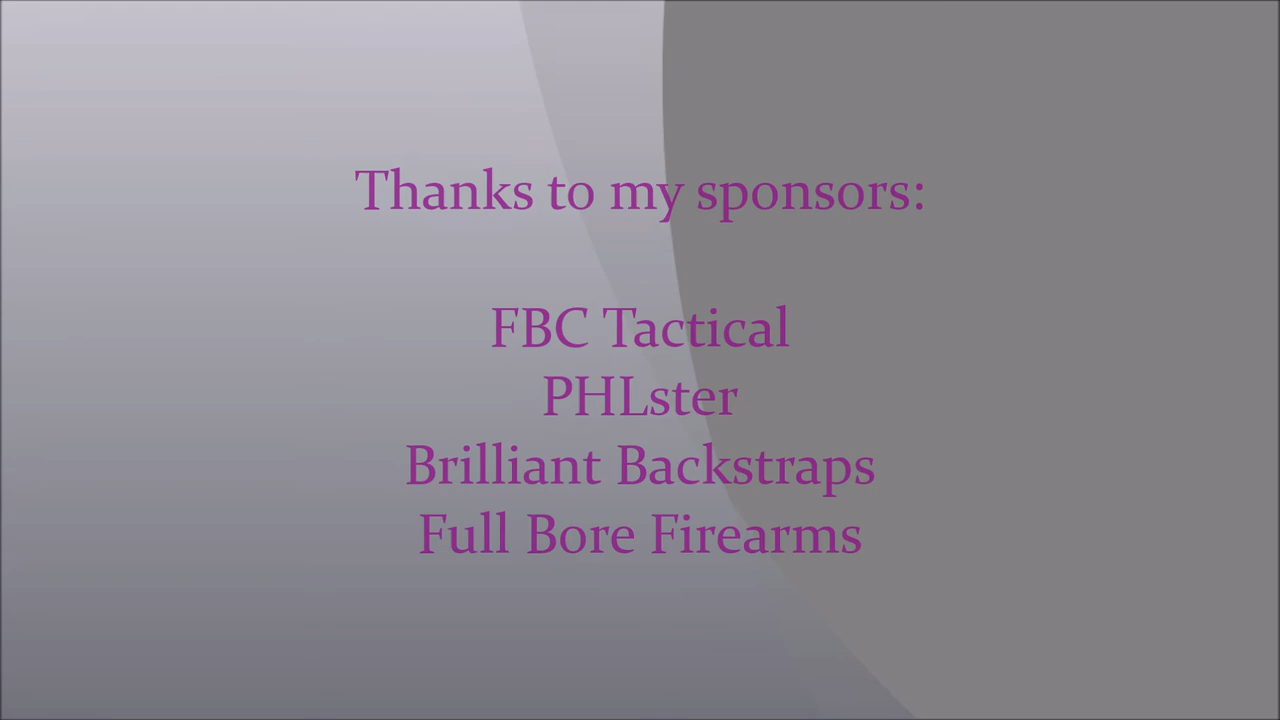 Thanks to my sponsors:
FBC Tactical
PHLster
Brilliant Backstraps
Full Bore Firearms